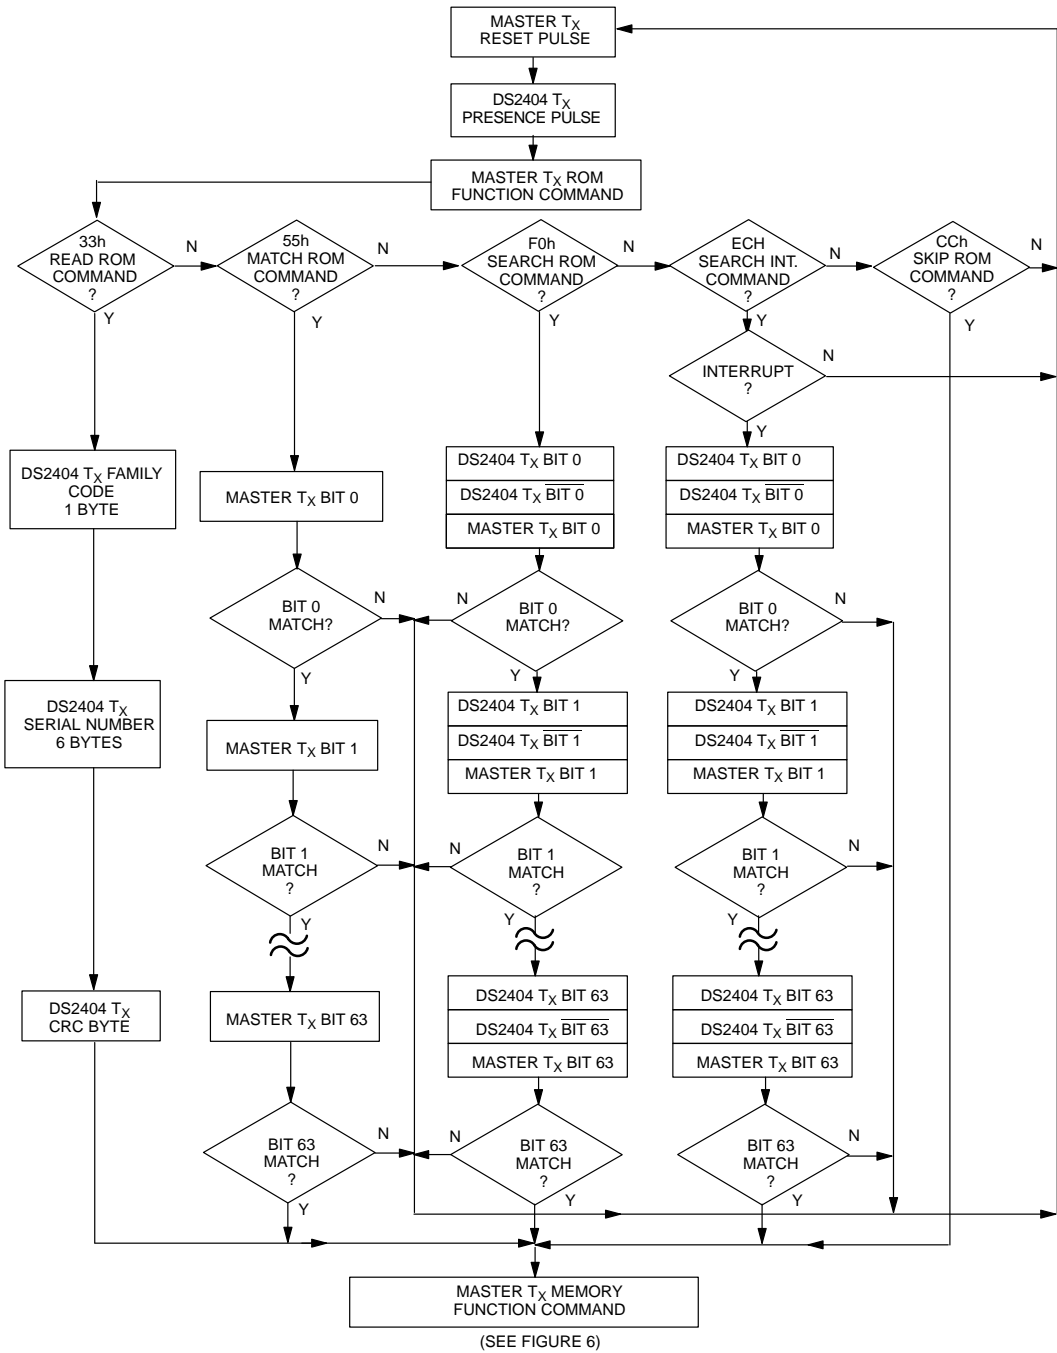 MASTER TX
RESET PULSE
DS2404 TX
PRESENCE PULSE
MASTER TX ROM
FUNCTION COMMAND
33h
READ ROM
COMMAND
?
N
Y
55h
MATCH ROM
COMMAND
?
N
Y
F0h
SEARCH ROM
COMMAND
?
N
Y
ECH
SEARCH INT.
COMMAND
?
N
Y
CCh
SKIP ROM
COMMAND
?
N
Y
INTERRUPT
?
N
Y
DS2404 TX FAMILY
CODE
1 BYTE
MASTER TX BIT 0
DS2404 TX BIT 0
DS2404 TX BIT 0
MASTER TX BIT 0
DS2404 TX BIT 0
DS2404 TX BIT 0
MASTER TX BIT 0
BIT 0
MATCH?
N
Y
BIT 0
MATCH?
N
Y
BIT 0
MATCH?
N
Y
DS2404 TX
SERIAL NUMBER
6 BYTES
MASTER TX BIT 1
DS2404 TX BIT 1
DS2404 TX BIT 1
MASTER TX BIT 1
DS2404 TX BIT 1
DS2404 TX BIT 1
MASTER TX BIT 1
BIT 1
MATCH
?
N
Y
BIT 1
MATCH
?
N
Y
BIT 1
MATCH
?
N
Y
DS2404 TX
CRC BYTE
MASTER TX BIT 63
DS2404 TX BIT 63
DS2404 TX BIT 63
MASTER TX BIT 63
DS2404 TX BIT 63
DS2404 TX BIT 63
MASTER TX BIT 63
BIT 63
MATCH
?
N
Y
BIT 63
MATCH
?
N
Y
BIT 63
MATCH
?
N
Y
MASTER TX MEMORY
FUNCTION COMMAND
(SEE FIGURE 6)